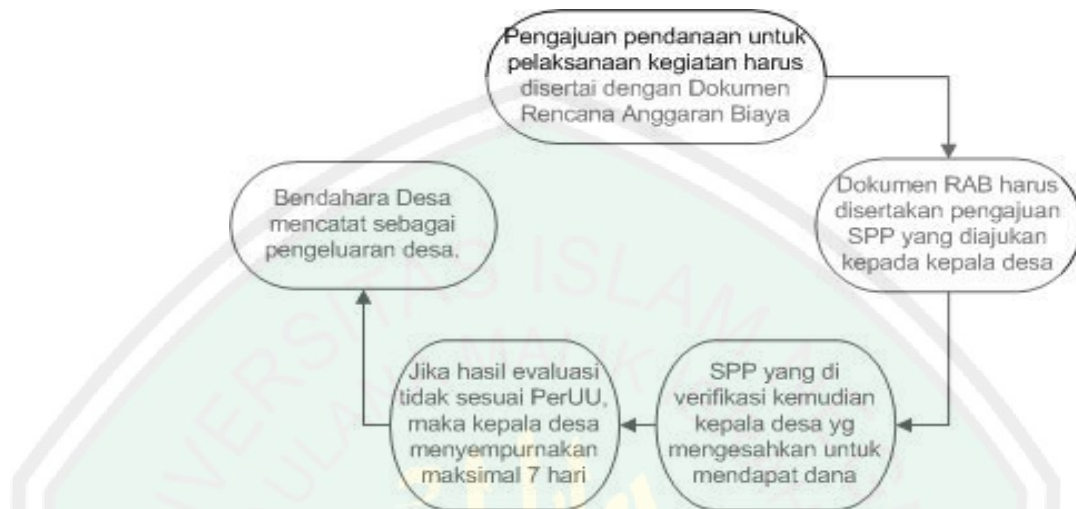 Pengajuan pendanaan untuk
pelaksanaan kegiatan harus
disertai dengan Dokumen
Rencana Anggaran Biaya
Dokumen RAB harus
disertakan pengajuan
SPP yang diajukan
kepada kepala desa
SPP yang di
verifikasi kemudian
kepala desa yg
mengesahkan untuk
mendapat dana
Jika hasil evaluasi
tidak sesuai PerUU,
maka kepala desa
menyempurnakan
maksimal 7 hari
Bendahara Desa
mencatat sebagai
pengeluaran desa.